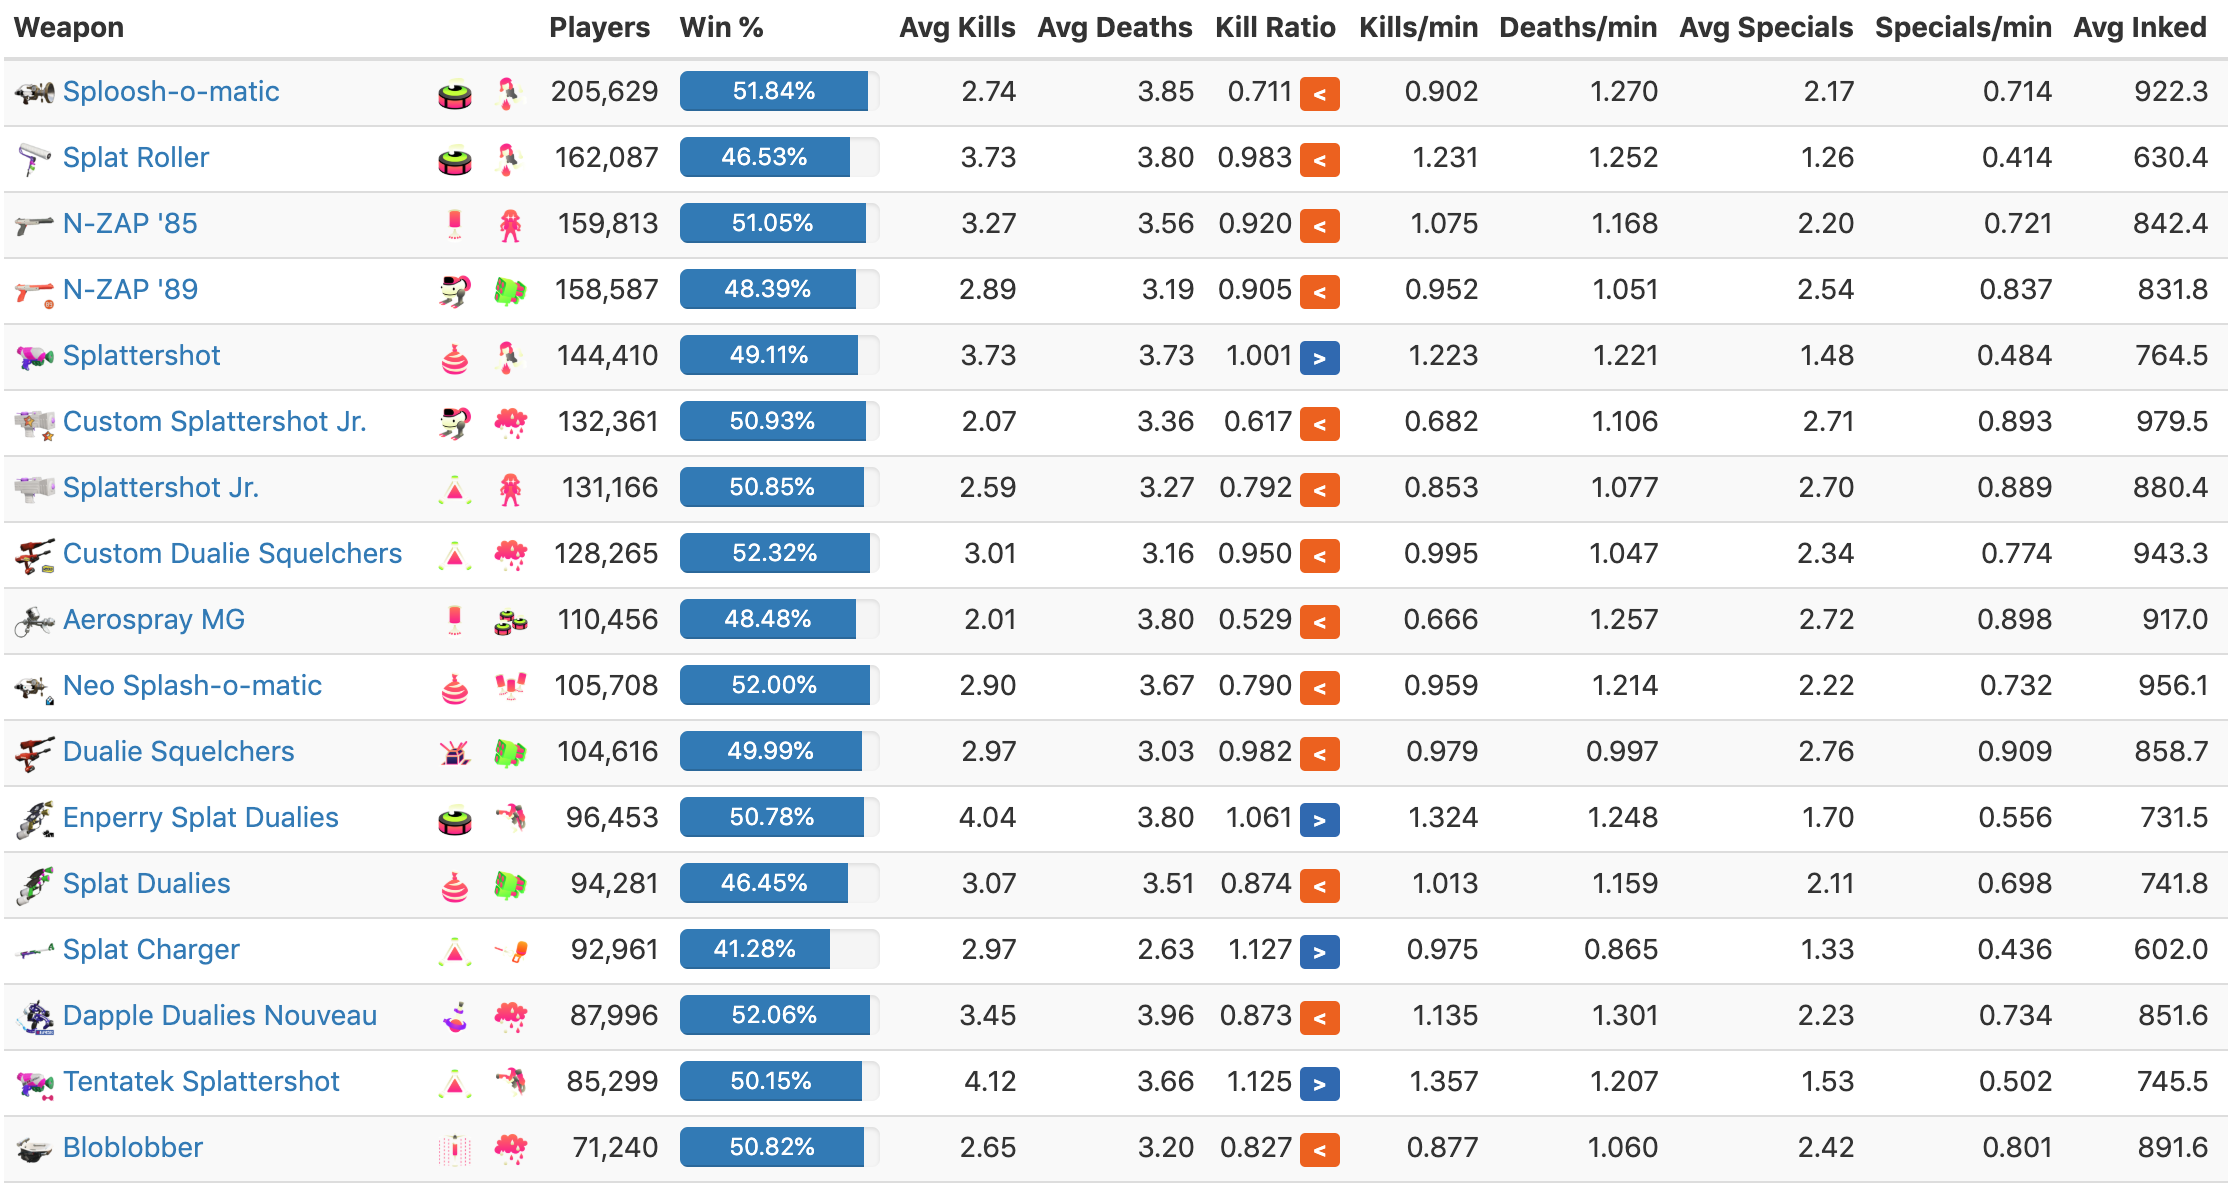 Weapon Players Win % Avg Kills Avg Deaths Kill Ratio Kills/min Deaths/min Avg Specials Specials/min Avg Inked
Sploosh-o-matic 205,629 51.84% 2.74 3.85 0.711 < 0.902 1.270 2.17 0.714 922.3
Splat Roller 162,087 46.53% 3.73 3.80 0.983 < 1.231 1.252 1.26 0.414 630.4
N-ZAP '85 159,813 51.05% 3.27 3.56 0.920 < 1.075 1.168 2.20 0.721 842.4
N-ZAP '89 158,587 48.39% 2.89 3.19 0.905 < 0.952 1.051 2.54 0.837 831.8
Splattershot 144,410 49.11% 3.73 3.73 1.001 > 1.223 1.221 1.48 0.484 764.5
Custom Splattershot Jr. 132,361 50.93% 2.07 3.36 0.617 < 0.682 1.106 2.71 0.893 979.5
Splattershot Jr. 131,166 50.85% 2.59 3.27 0.792 < 0.853 1.077 2.70 0.889 880.4
Custom Dualie Squelchers 128,265 52.32% 3.01 3.16 0.950 < 0.995 1.047 2.34 0.774 943.3
Aerospray MG 110,456 48.48% 2.01 3.80 0.529 < 0.666 1.257 2.72 0.898 917.0
Neo Splash-o-matic 105,708 52.00% 2.90 3.67 0.790 < 0.959 1.214 2.22 0.732 956.1
Dualie Squelchers 104,616 49.99% 2.97 3.03 0.982 < 0.979 0.997 2.76 0.909 858.7
Enperry Splat Dualies 96,453 50.78% 4.04 3.80 1.061 > 1.324 1.248 1.70 0.556 731.5
Splat Dualies 94,281 46.45% 3.07 3.51 0.874 < 1.013 1.159 2.11 0.698 741.8
Splat Charger 92,961 41.28% 2.97 2.63 1.127 > 0.975 0.865 1.33 0.436 602.0
Dapple Dualies Nouveau 87,996 52.06% 3.45 3.96 0.873 < 1.135 1.301 2.23 0.734 851.6
Tentatek Splattershot 85,299 50.15% 4.12 3.66 1.125 > 1.357 1.207 1.53 0.502 745.5
Bloblobber 71,240 50.82% 2.65 3.20 0.827 < 0.877 1.060 2.42 0.801 891.6